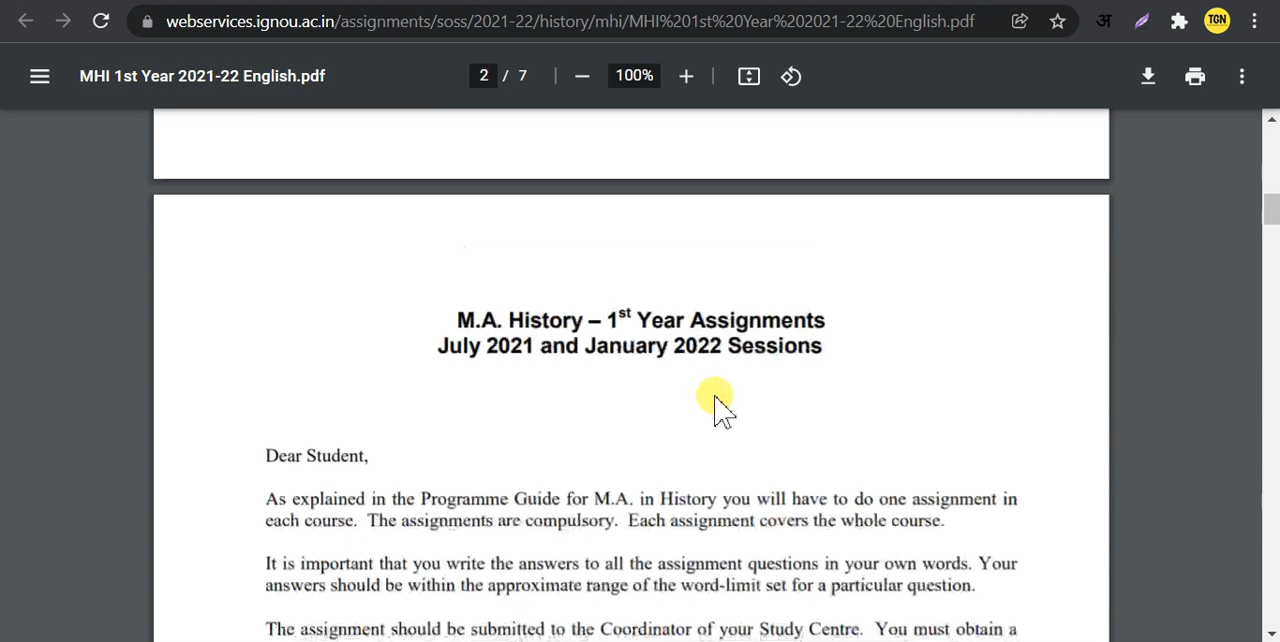 webservices.ignou.ac.in/assignments/soss/2021-22/history/mhi/MHI%201st%20Year%202021-22%20English.pdf
अ
TGN
MHI 1st Year 2021-22 English.pdf
2 / 7
100%
M.A. History – 1st Year Assignments
July 2021 and January 2022 Sessions
Dear Student,
As explained in the Programme Guide for M.A. in History you will have to do one assignment in
each course. The assignments are compulsory. Each assignment covers the whole course.
It is important that you write the answers to all the assignment questions in your own words. Your
answers should be within the approximate range of the word-limit set for a particular question.
The assignment should be submitted to the Coordinator of your Study Centre. You must obtain a